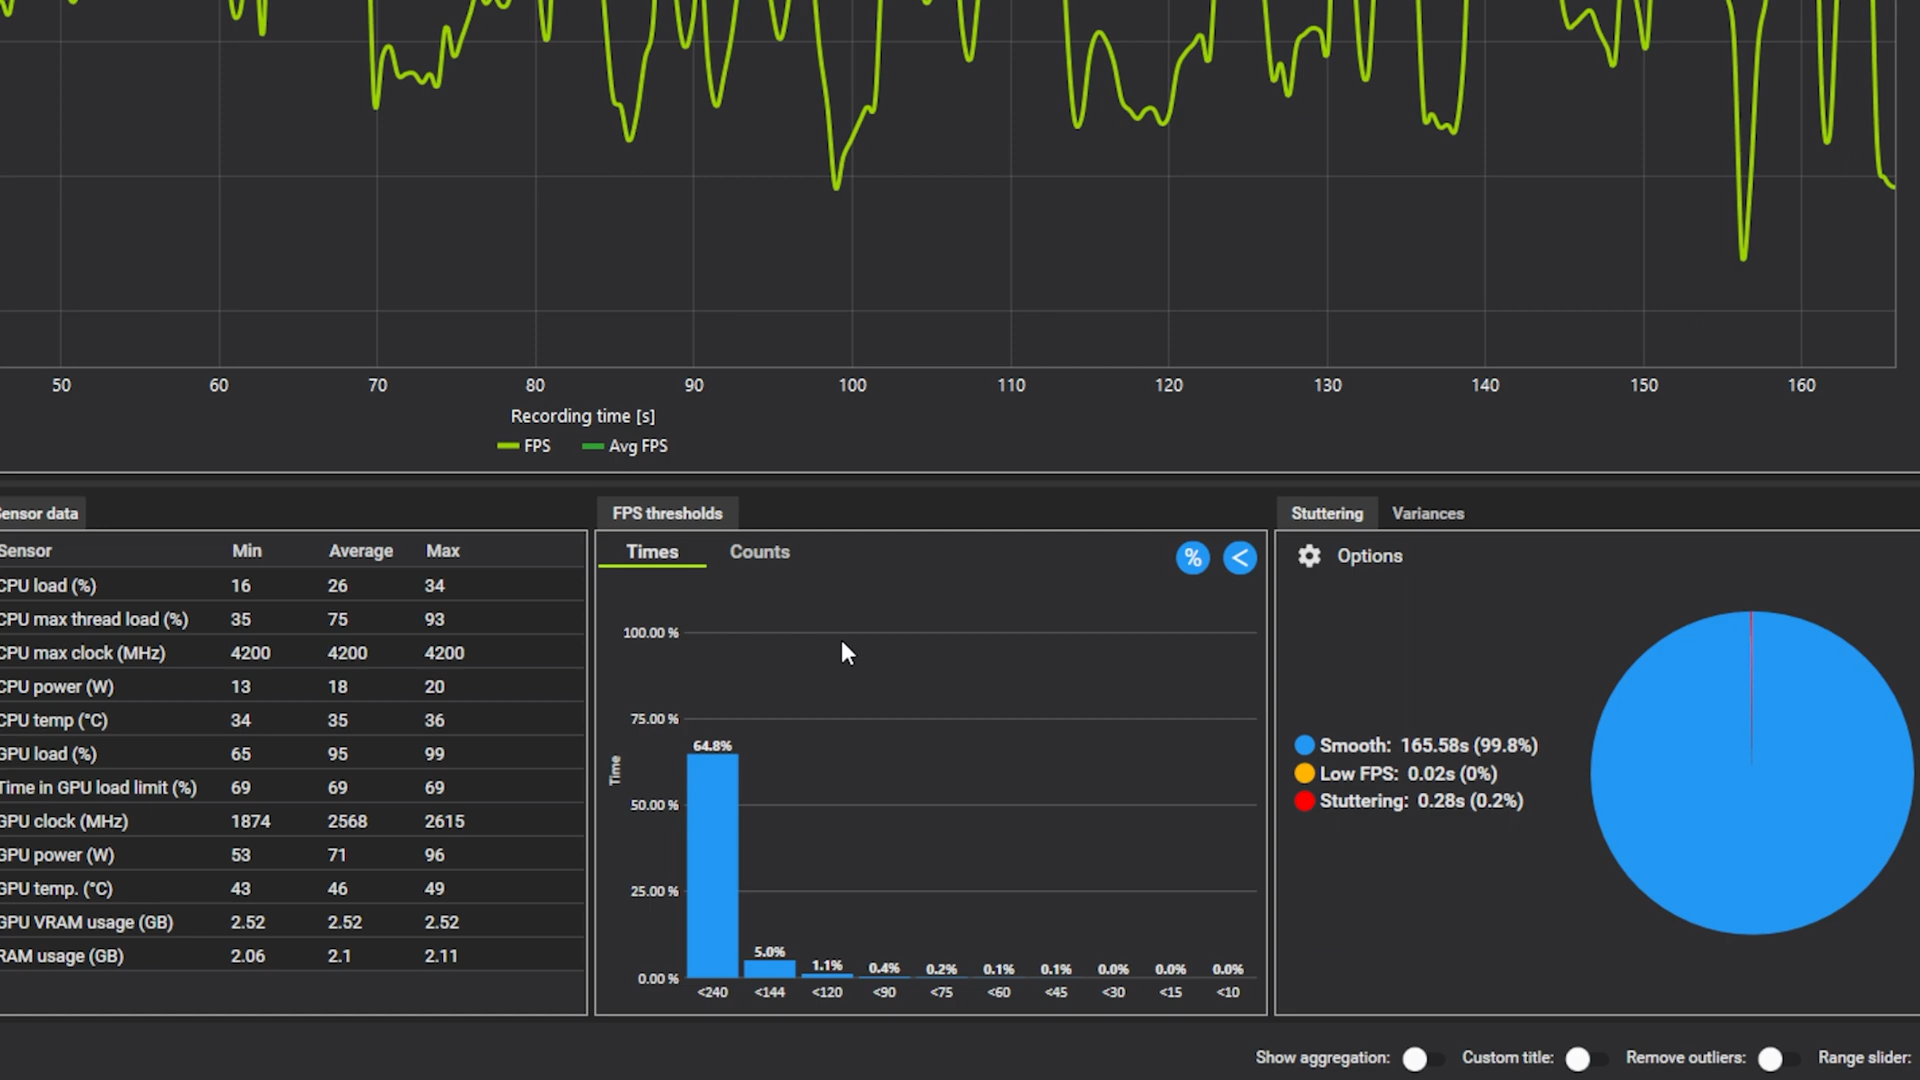 50 60 70 80 90 100 110 120 130 140 150 160
Recording time [s]
FPS Avg FPS
Sensor data
Sensor Min Average Max
CPU load (%) 16 26 34
CPU max thread load (%) 35 75 93
CPU max clock (MHz) 4200 4200 4200
CPU power (W) 13 18 20
CPU temp (°C) 34 35 36
GPU load (%) 65 95 99
Time in GPU load limit (%) 69 69 69
GPU clock (MHz) 1874 2568 2615
GPU power (W) 53 71 96
GPU temp. (°C) 43 46 49
GPU VRAM usage (GB) 2.52 2.52 2.52
RAM usage (GB) 2.06 2.1 2.11
FPS thresholds
Times Counts % <
100.00 %
75.00 %
64.8%
Time
50.00 %
25.00 %
5.0% 1.1% 0.4% 0.2% 0.1% 0.1% 0.0% 0.0% 0.0%
0.00 %
<240 <144 <120 <90 <75 <60 <45 <30 <15 <10
Stuttering Variances
Options
Smooth: 165.58s (99.8%)
Low FPS: 0.02s (0%)
Stuttering: 0.28s (0.2%)
Show aggregation: Custom title: Remove outliers: Range slider: